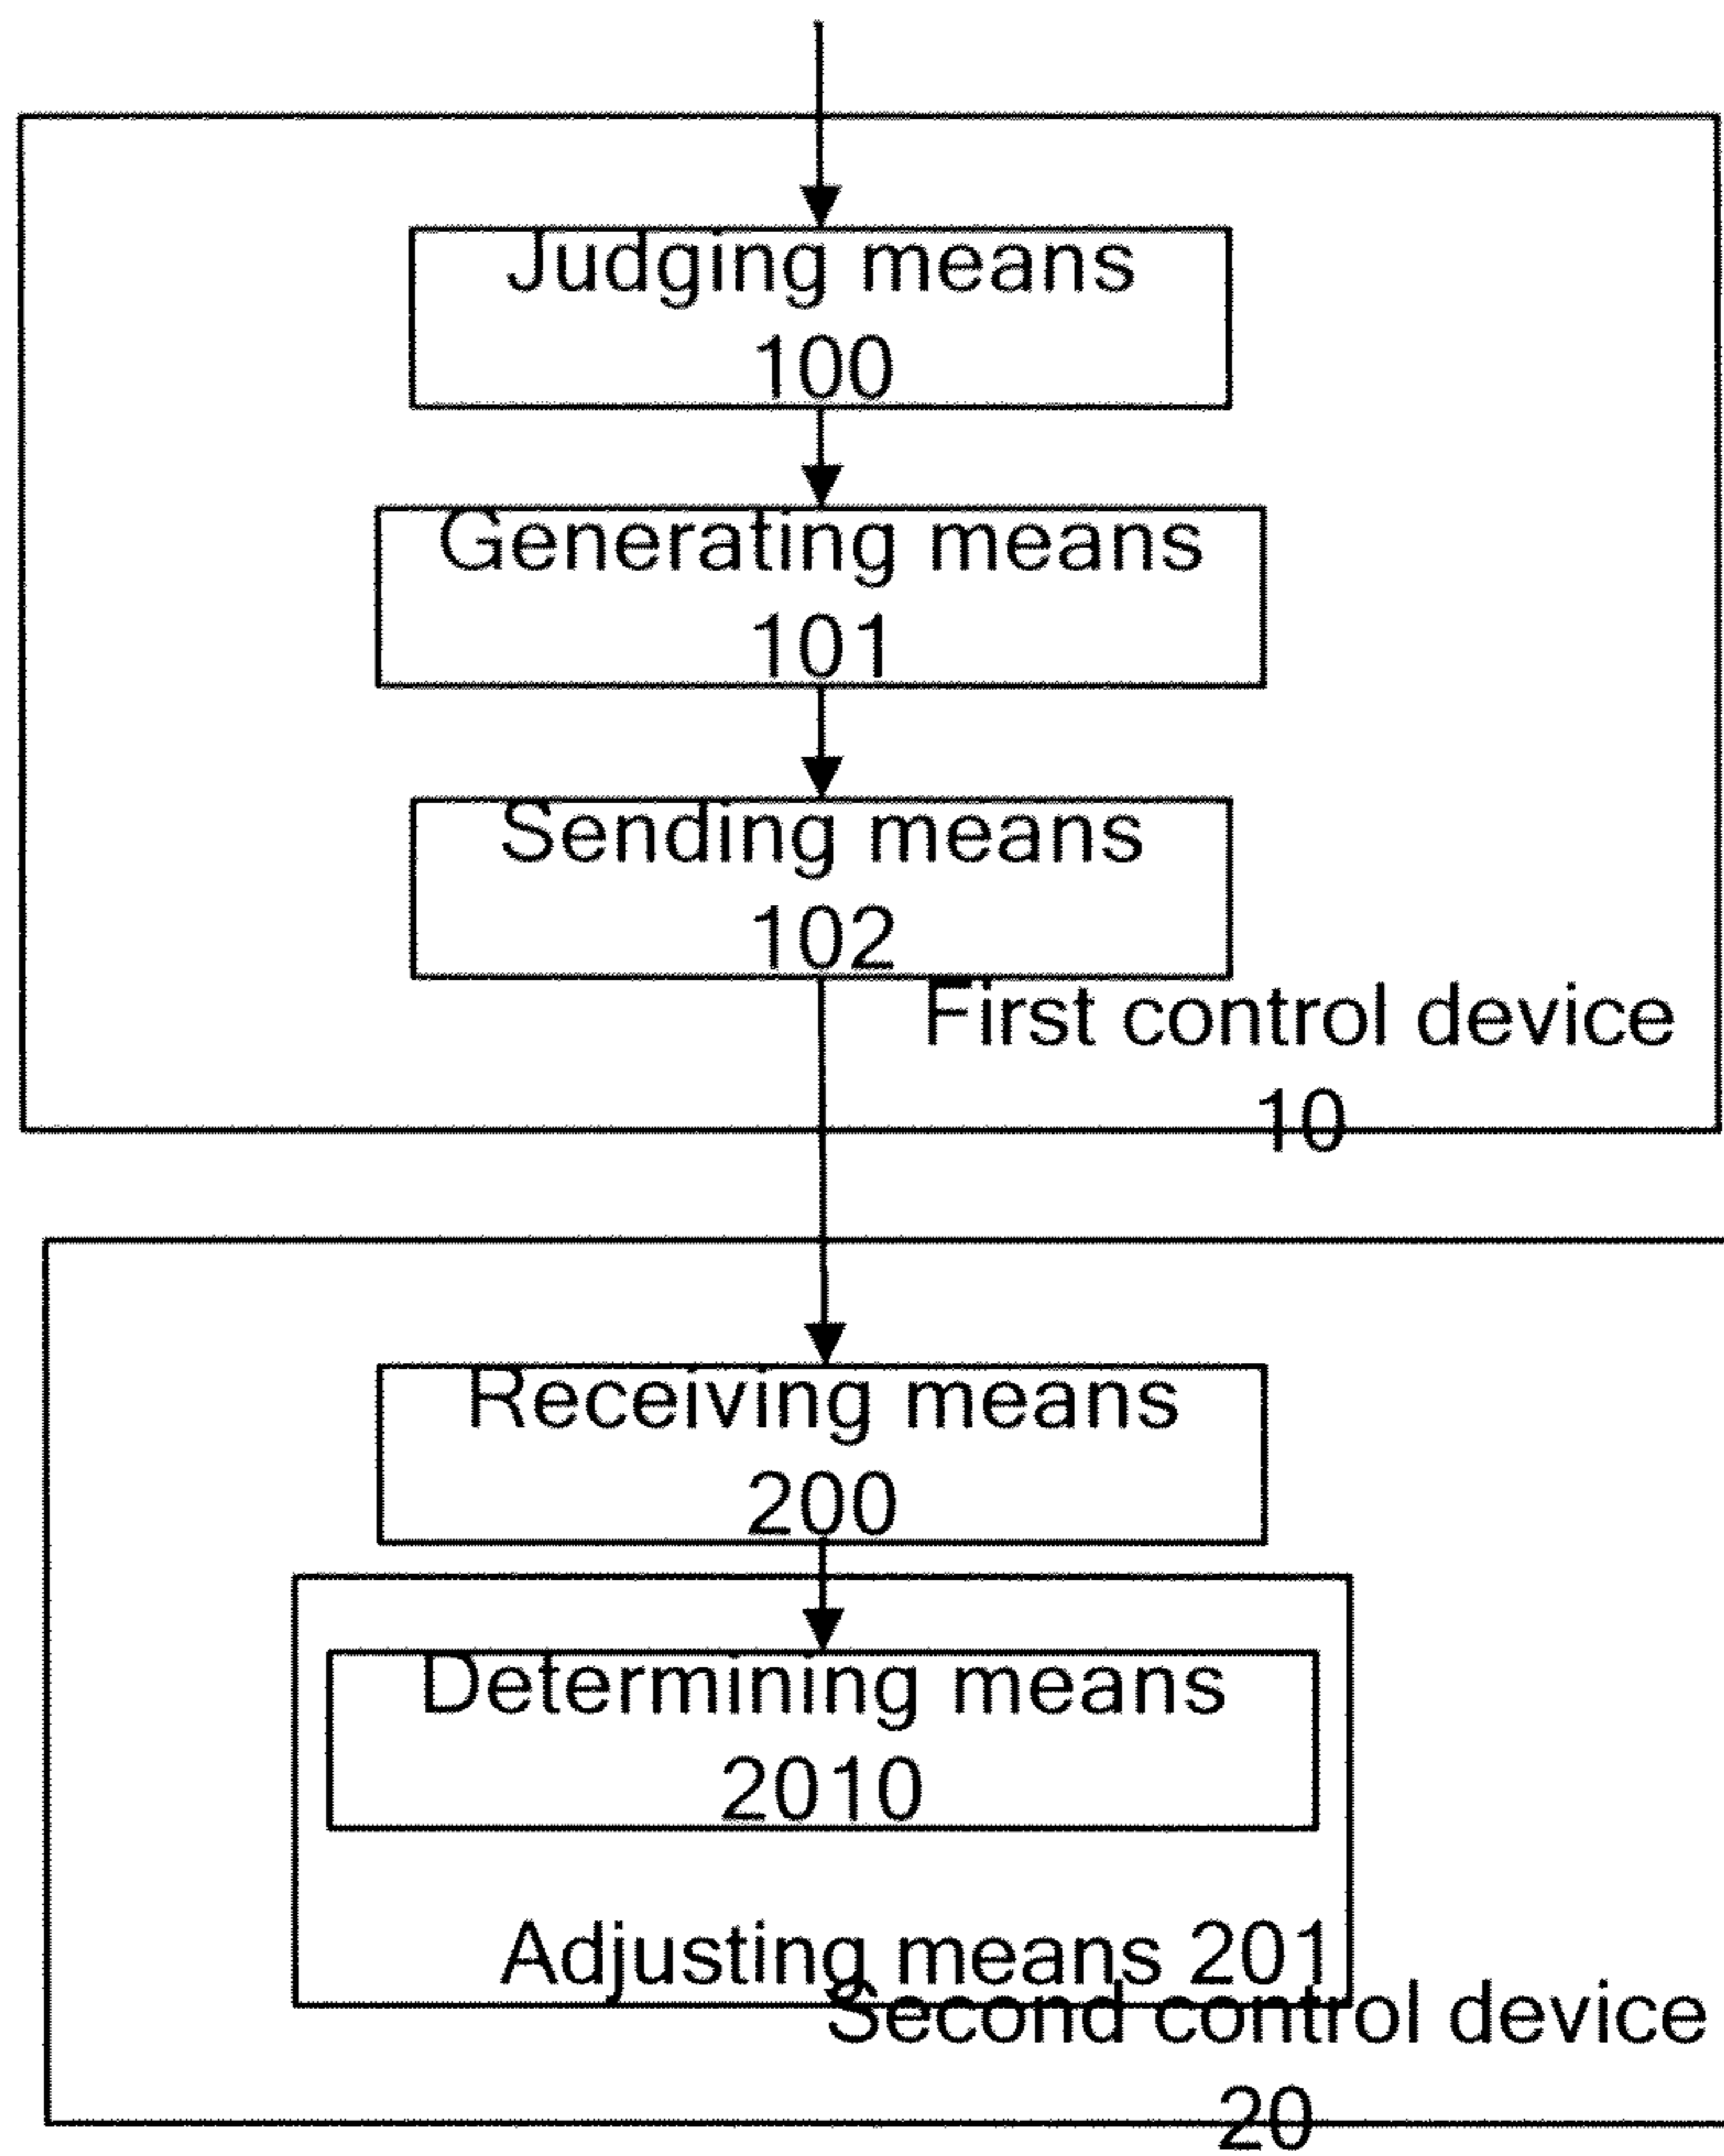 Judging means
100
Generating means
101
Sending means
102
First control device
10
Receiving means
200
Determining means
2010
Adjusting means 201
Second control device
20